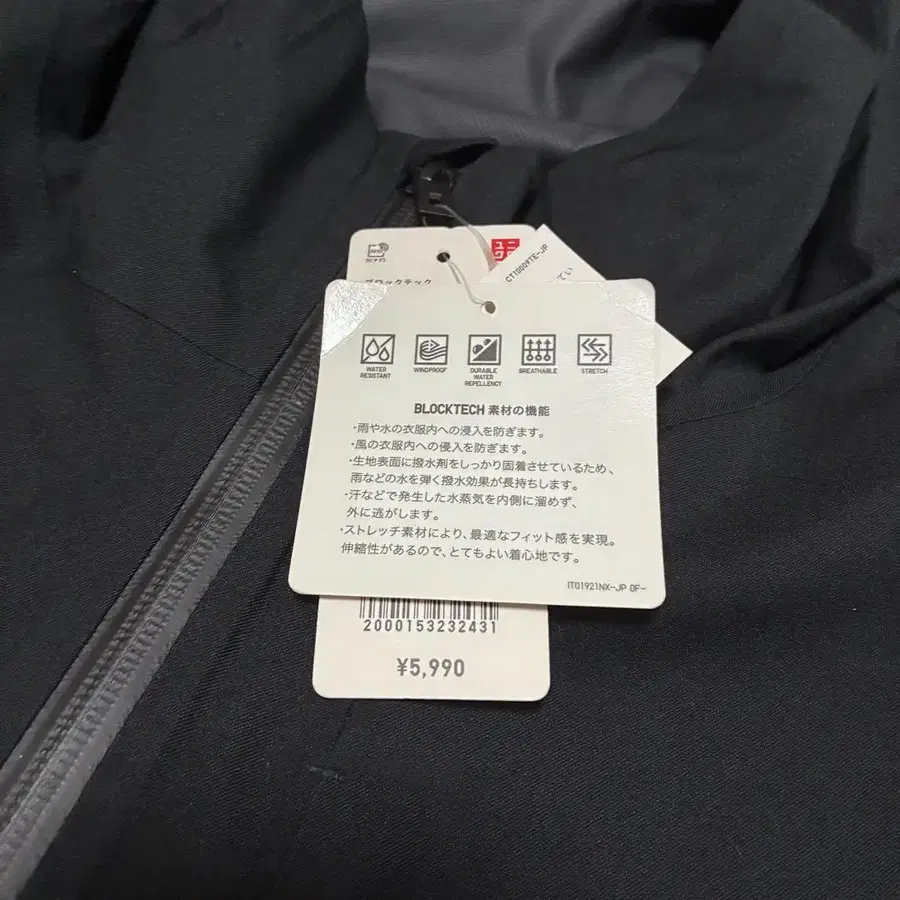 ブロックテック
CT10009TE-JP
WATER
RESISTANT
WINDPROOF
DURABLE
WATER
REPELLENCY
BREATHABLE
STRETCH
BLOCKTECH 素材の機能
・雨や水の衣服内への浸入を防ぎます。
・風の衣服内への侵入を防ぎます。
・生地表面に撥水剤をしっかり固着させているため、
雨などの水を弾く撥水効果が長持ちします。
・汗などで発生した水蒸気を内側に溜めず、
外に逃がします。
・ストレッチ素材により、最適なフィット感を実現。
伸縮性があるので、とてもよい着心地です。
IT01921NX-JP 0F-
2000153232431
¥5,990